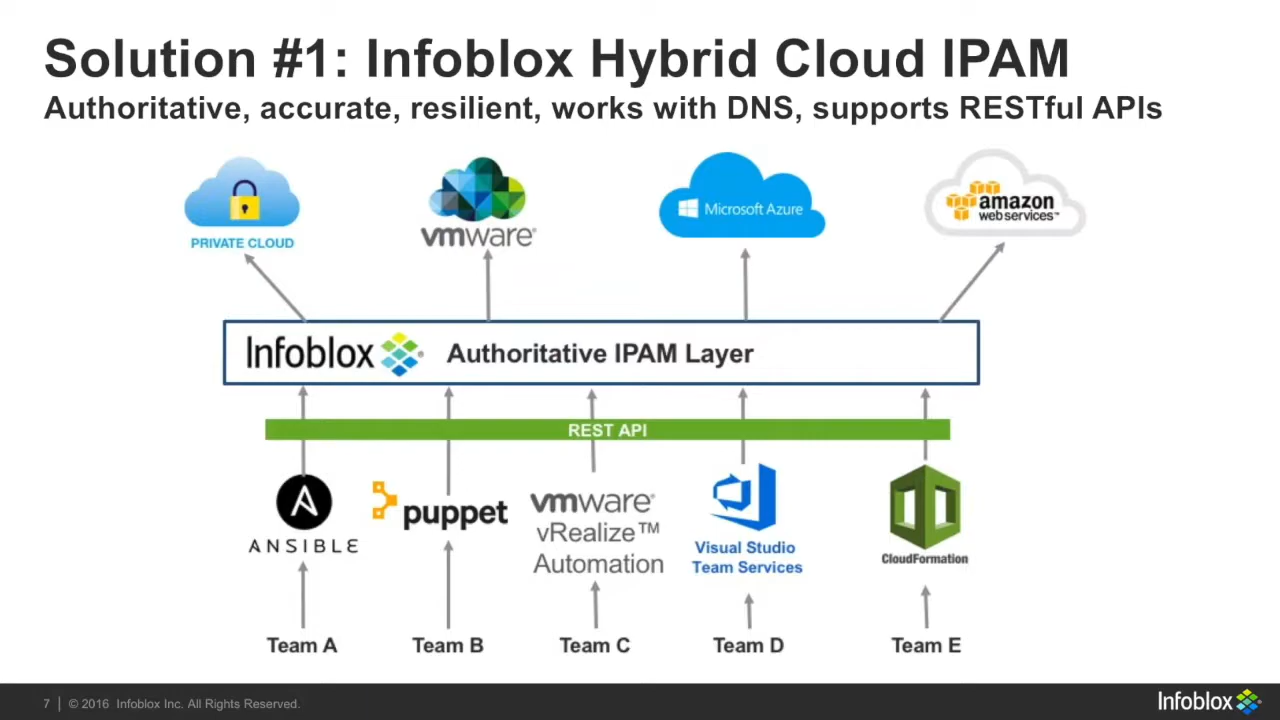 Solution #1: Infoblox Hybrid Cloud IPAM
Authoritative, accurate, resilient, works with DNS, supports RESTful APIs
PRIVATE CLOUD
vmware®
Microsoft Azure
amazon
web services™
Infoblox
Authoritative IPAM Layer
REST API
ANSIBLE
puppet
vmware®
vRealize™
Automation
Visual Studio
Team Services
CloudFormation
Team A
Team B
Team C
Team D
Team E
7 | © 2016 Infoblox Inc. All Rights Reserved.
Infoblox